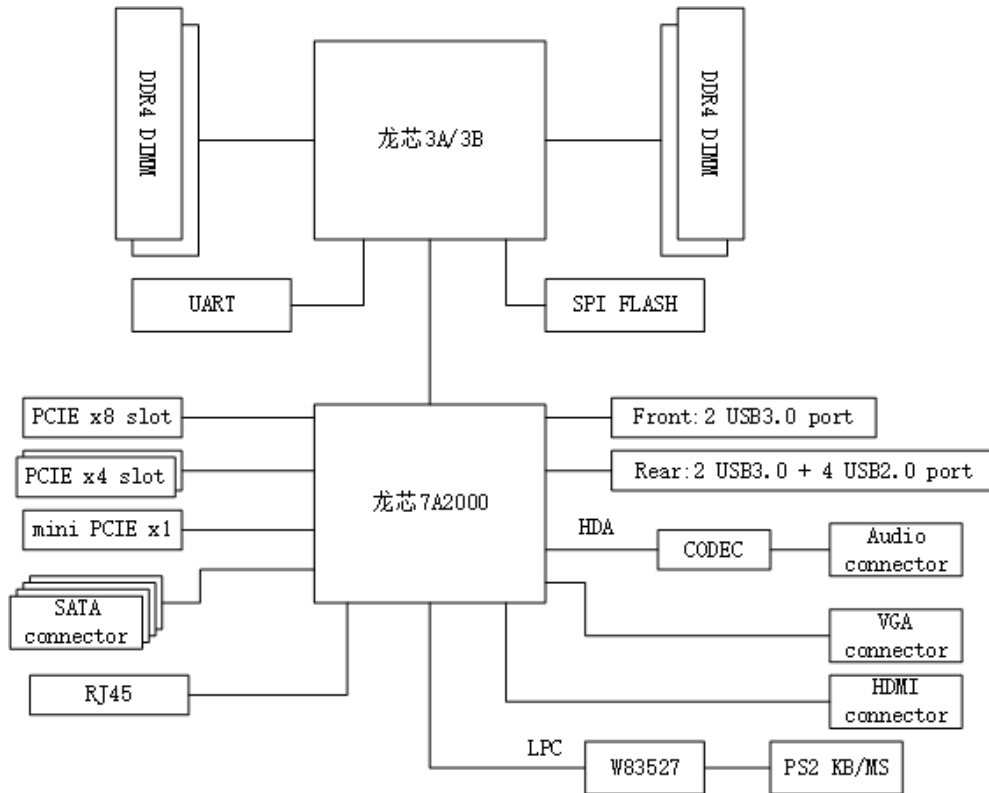 DDR4 DIMM
龙芯3A/3B
DDR4 DIMM
UART
SPI FLASH
PCIE x8 slot
Front:2 USB3.0 port
PCIE x4 slot
Rear:2 USB3.0 + 4 USB2.0 port
龙芯7A2000
mini PCIE x1
HDA
CODEC
Audio
connector
SATA
connector
VGA
connector
RJ45
HDMI
connector
LPC
W83527
PS2 KB/MS